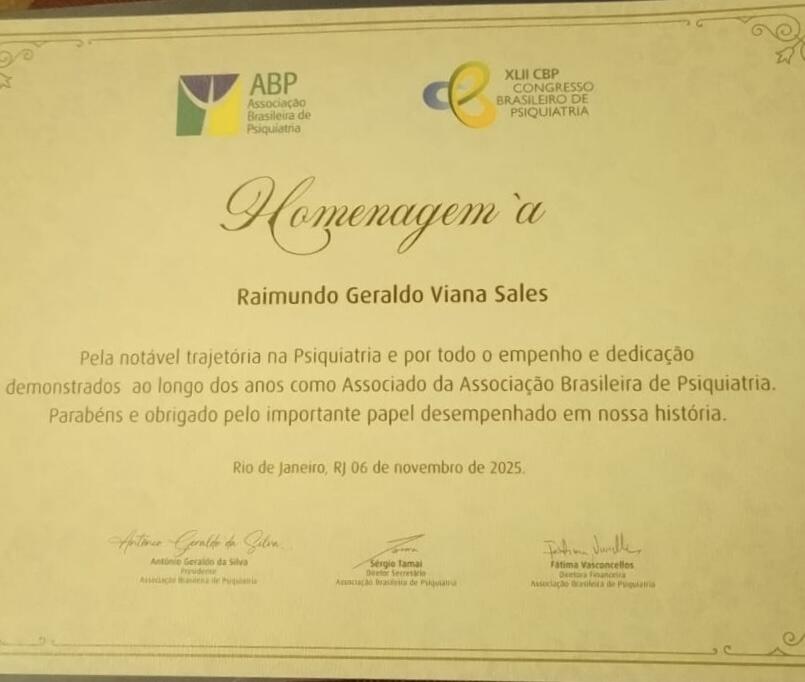 ABP
Associação
Brasileira de
Psiquiatria
XLII CBP
CONGRESSO
BRASILEIRO DE
PSIQUIATRIA
Homenagem `a
Raimundo Geraldo Viana Sales
Pela notável trajetória na Psiquiatria e por todo o empenho e dedicação
demonstrados ao longo dos anos como Associado da Associação Brasileira de Psiquiatria.
Parabéns e obrigado pelo importante papel desempenhado em nossa história.
Rio de Janeiro, RJ 06 de novembro de 2025.
Antônio Geraldo da Silva
Antônio Geraldo da Silva
Presidente
Associação Brasileira de Psiquiatria
Sérgio Tamai
Diretor Secretário
Associação Brasileira de Psiquiatria
Fátima Vasconcellos
Diretora Financeira
Associação Brasileira de Psiquiatria